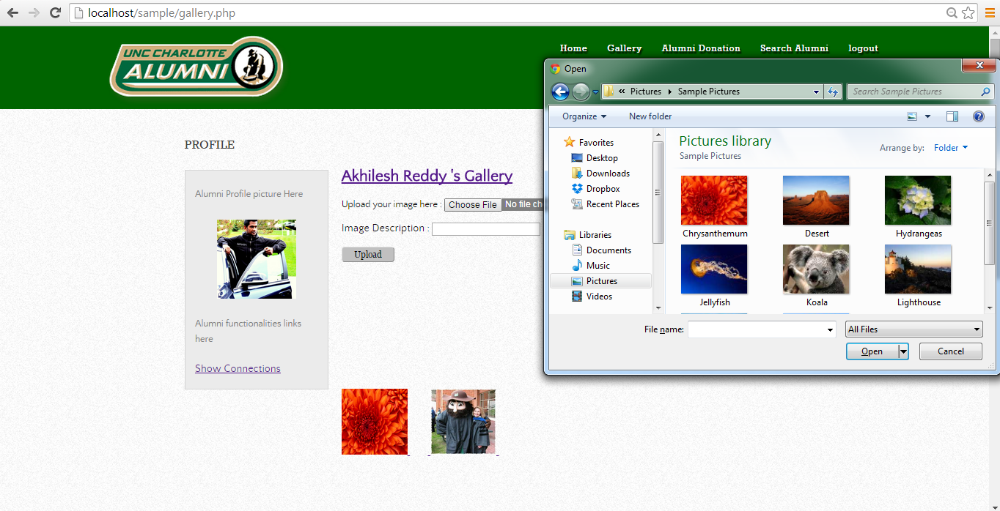 localhost/sample/gallery.php
UNC CHARLOTTE
ALUMNI
Home Gallery Alumni Donation Search Alumni logout
PROFILE
Alumni Profile picture Here
Alumni functionalities links
here
Show Connections
Akhilesh Reddy 's Gallery
Upload your image here : Choose File No file ch
Image Description :
Upload
Open
« Pictures Sample Pictures
Search Sample Pictures
Organize New folder
Favorites
Desktop
Downloads
Dropbox
Recent Places
Libraries
Documents
Music
Pictures
Videos
Pictures library
Sample Pictures
Arrange by: Folder
Chrysanthemum Desert Hydrangeas
Jellyfish Koala Lighthouse
File name: All Files
Open Cancel